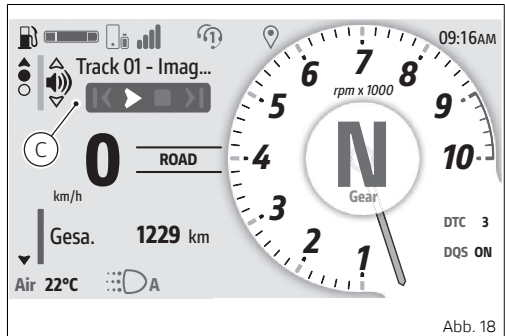 09:16AM
Track 01 - Imag...
C
0
km/h
ROAD
Gesa. 1229 km
Air 22°C
A
1
2
3
4
5
6
7
8
9
10
rpm x 1000
N
Gear
DTC 3
DQS ON
1
Abb. 18